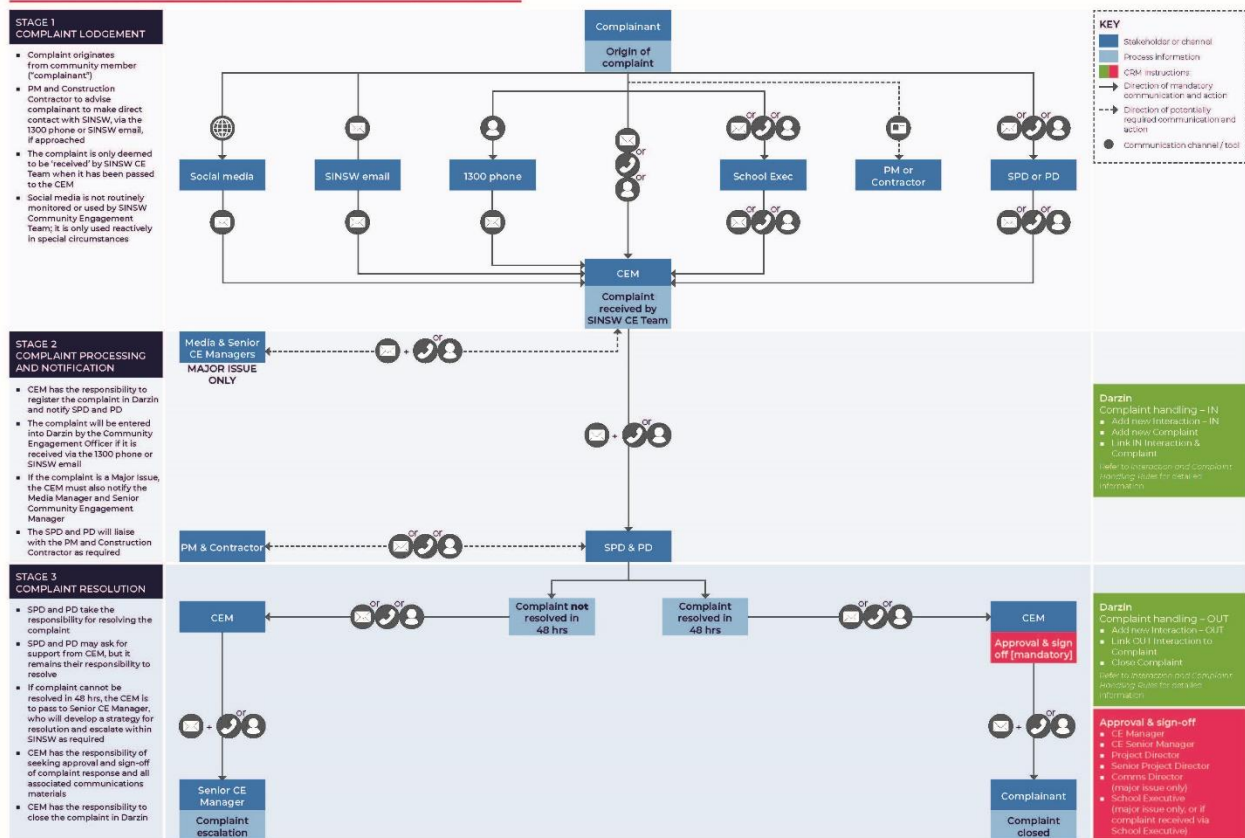 STAGE 1
COMPLAINT LODGEMENT
▪ Complaint originates
from community member
("complainant")
▪ PM and Construction
Contractor to advise
complainant to make direct
contact with SINSW, via the
1300 phone or SINSW email,
if approached
▪ The complaint is only deemed
to be 'received' by SINSW CE
Team when it has been passed
to the CEM
▪ Social media is not routinely
monitored or used by SINSW
Community Engagement
Team; it is only used reactively
in special circumstances
Complainant
Origin of
complaint
or or
or or
Social media
SINSW email
1300 phone
or
or
School Exec
PM or
Contractor
SPD or PD
or or
or or
CEM
Complaint
received by
SINSW CE Team
KEY
Stakeholder or channel
Process information
CRM Instructions
Direction of mandatory
communication and action
Direction of potentially
required communication and
action
Communication channel / tool
STAGE 2
COMPLAINT PROCESSING
AND NOTIFICATION
▪ CEM has the responsibility to
register the complaint in Darzin
and notify SPD and PD
▪ The complaint will be entered
into Darzin by the Community
Engagement Officer if it is
received via the 1300 phone or
SINSW email
▪ If the complaint is a Major Issue,
the CEM must also notify the
Media Manager and Senior
Community Engagement
Manager
▪ The SPD and PD will liaise
with the PM and Construction
Contractor as required
Media & Senior
CE Managers
MAJOR ISSUE
ONLY
+ or
+ or
PM & Contractor
or or
SPD & PD
Darzin
Complaint handling – IN
▪ Add new Interaction – IN
▪ Add new Complaint
▪ Link IN Interaction &
Complaint
Refer to Interaction and Complaint
Handling Rules for detailed
information
STAGE 3
COMPLAINT RESOLUTION
▪ SPD and PD take the
responsibility for resolving the
complaint
▪ SPD and PD may ask for
support from CEM, but it
remains their responsibility to
resolve
▪ If complaint cannot be
resolved in 48 hrs, the CEM is
to pass to Senior CE Manager,
who will develop a strategy for
resolution and escalate within
SINSW as required
▪ CEM has the responsibility of
seeking approval and sign-off
of complaint response and all
associated communications
materials
▪ CEM has the responsibility to
close the complaint in Darzin
CEM
or or
Complaint not
resolved in
48 hrs
Complaint
resolved in 48 hrs
or or
CEM
Approval & sign
off [mandatory]
+ or
+ or
Senior CE
Manager
Complaint
escalation
Complainant
Complaint
closed
Darzin
Complaint handling – OUT
▪ Add new Interaction – OUT
▪ Link OUT Interaction to
Complaint
▪ Close Complaint
Refer to Interaction and Complaint
Handling Rules for detailed
information
Approval & sign-off
▪ CE Manager
▪ CE Senior Manager
▪ Project Director
▪ Senior Project Director
▪ Comms Director
(major issue only)
▪ School Executive
(major issue only, or if
complaint received via
School Executive)